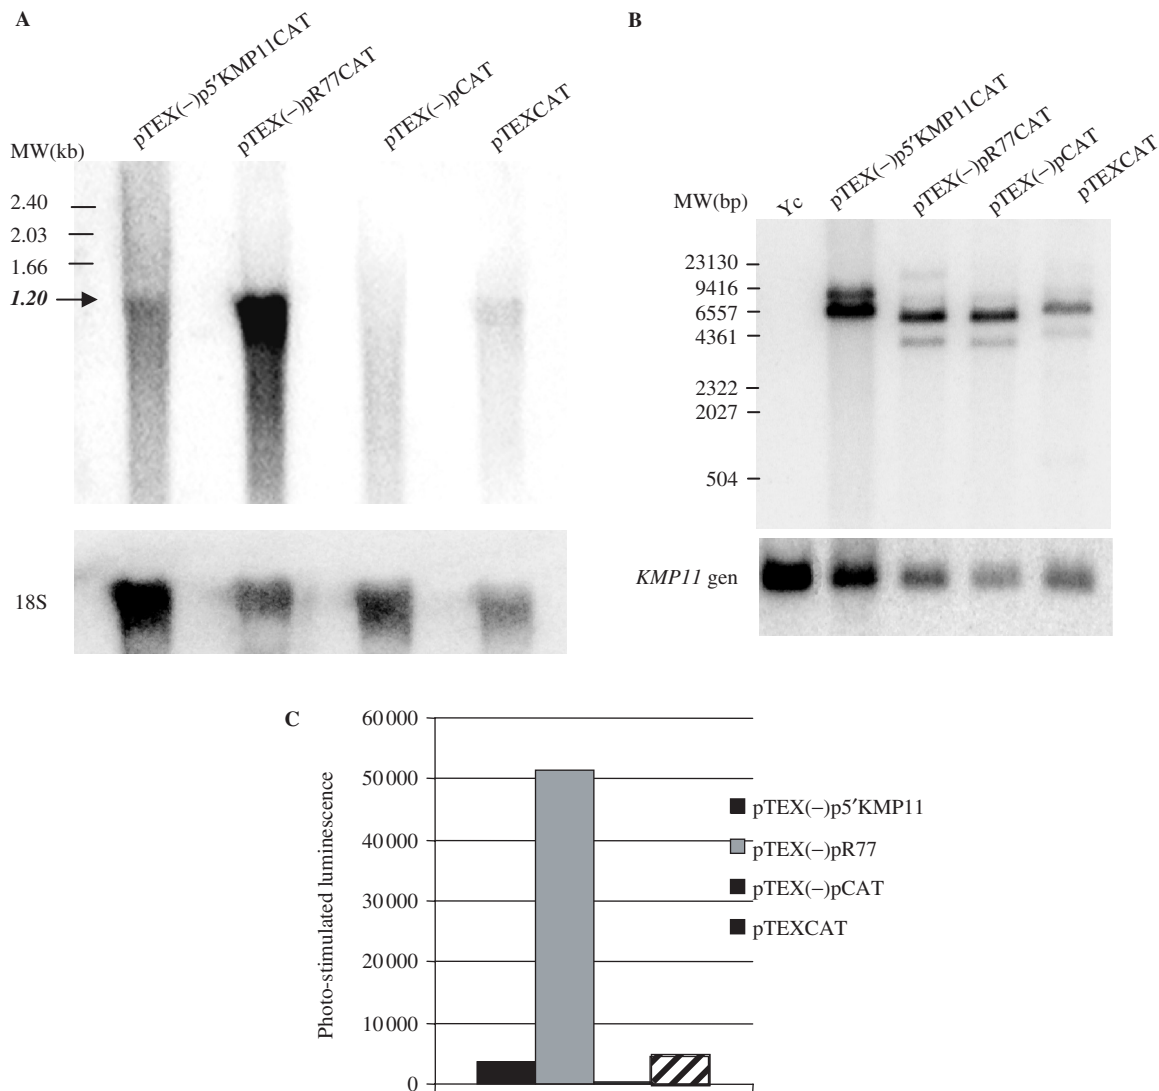 A
pTEX(–)p5′KMP11CAT
pTEX(–)pR77CAT
pTEX(–)pCAT
pTEXCAT
MW(kb)
2.40
2.03
1.66
1.20
18S
B
Yc
pTEX(–)p5′KMP11CAT
pTEX(–)pR77CAT
pTEX(–)pCAT
pTEXCAT
MW(bp)
23130
9416
6557
4361
2322
2027
504
KMP11 gen
C
Photo-stimulated luminescence
60 000
50 000
40 000
30 000
20 000
10 000
0
pTEX(–)p5′KMP11
pTEX(–)pR77
pTEX(–)pCAT
pTEXCAT